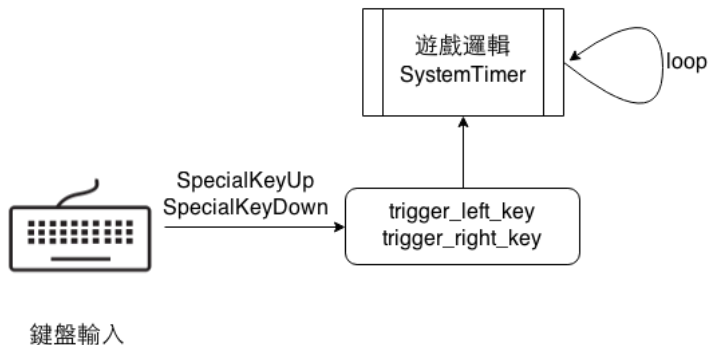 遊戲邏輯
SystemTimer
loop
SpecialKeyUp
SpecialKeyDown
trigger_left_key
trigger_right_key
鍵盤輸入